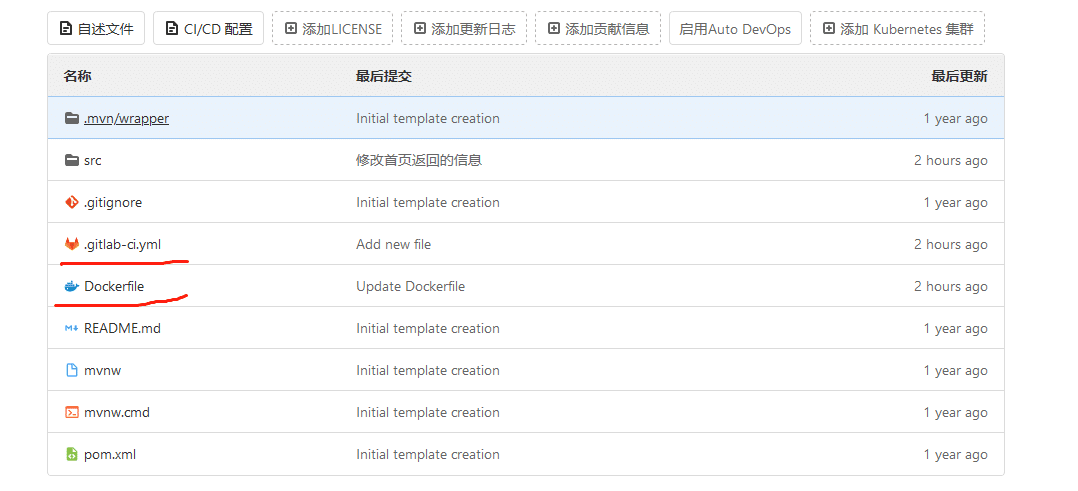 自述文件 CI/CD 配置 添加LICENSE 添加更新日志 添加贡献信息 启用Auto DevOps 添加 Kubernetes 集群
名称 最后提交 最后更新
.mvn/wrapper Initial template creation 1 year ago
src 修改首页返回的信息 2 hours ago
.gitignore Initial template creation 1 year ago
.gitlab-ci.yml Add new file 2 hours ago
Dockerfile Update Dockerfile 2 hours ago
README.md Initial template creation 1 year ago
mvnw Initial template creation 1 year ago
mvnw.cmd Initial template creation 1 year ago
pom.xml Initial template creation 1 year ago